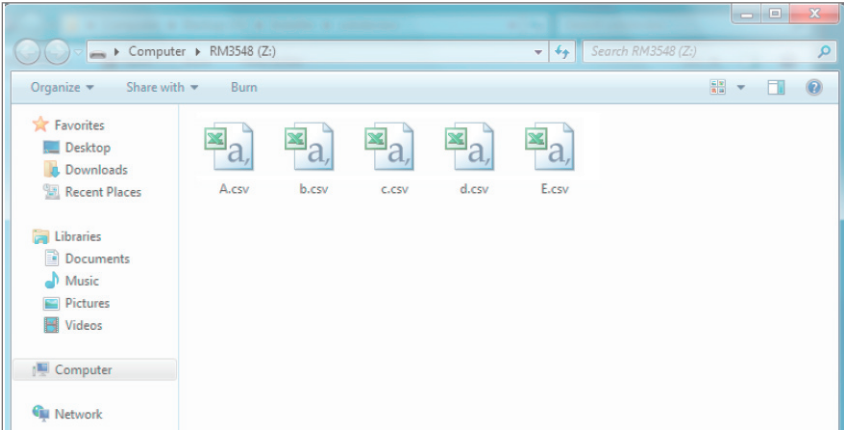 Computer ▸ RM3548 (Z:)
Search RM3548 (Z:)
Organize
Share with
Burn
Favorites
Desktop
Downloads
Recent Places
Libraries
Documents
Music
Pictures
Videos
Computer
Network
a,
a,
a,
a,
a,
A.csv
b.csv
c.csv
d.csv
E.csv